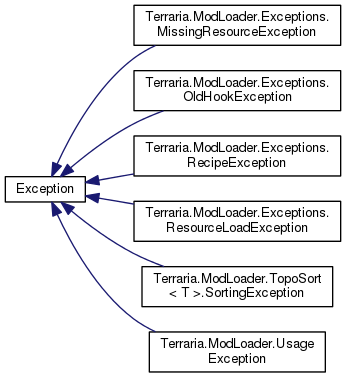 Terraria.ModLoader.Exceptions.
MissingResourceException
Terraria.ModLoader.Exceptions.
OldHookException
Terraria.ModLoader.Exceptions.
RecipeException
Exception
Terraria.ModLoader.Exceptions.
ResourceLoadException
Terraria.ModLoader.TopoSort
< T >.SortingException
Terraria.ModLoader.Usage
Exception